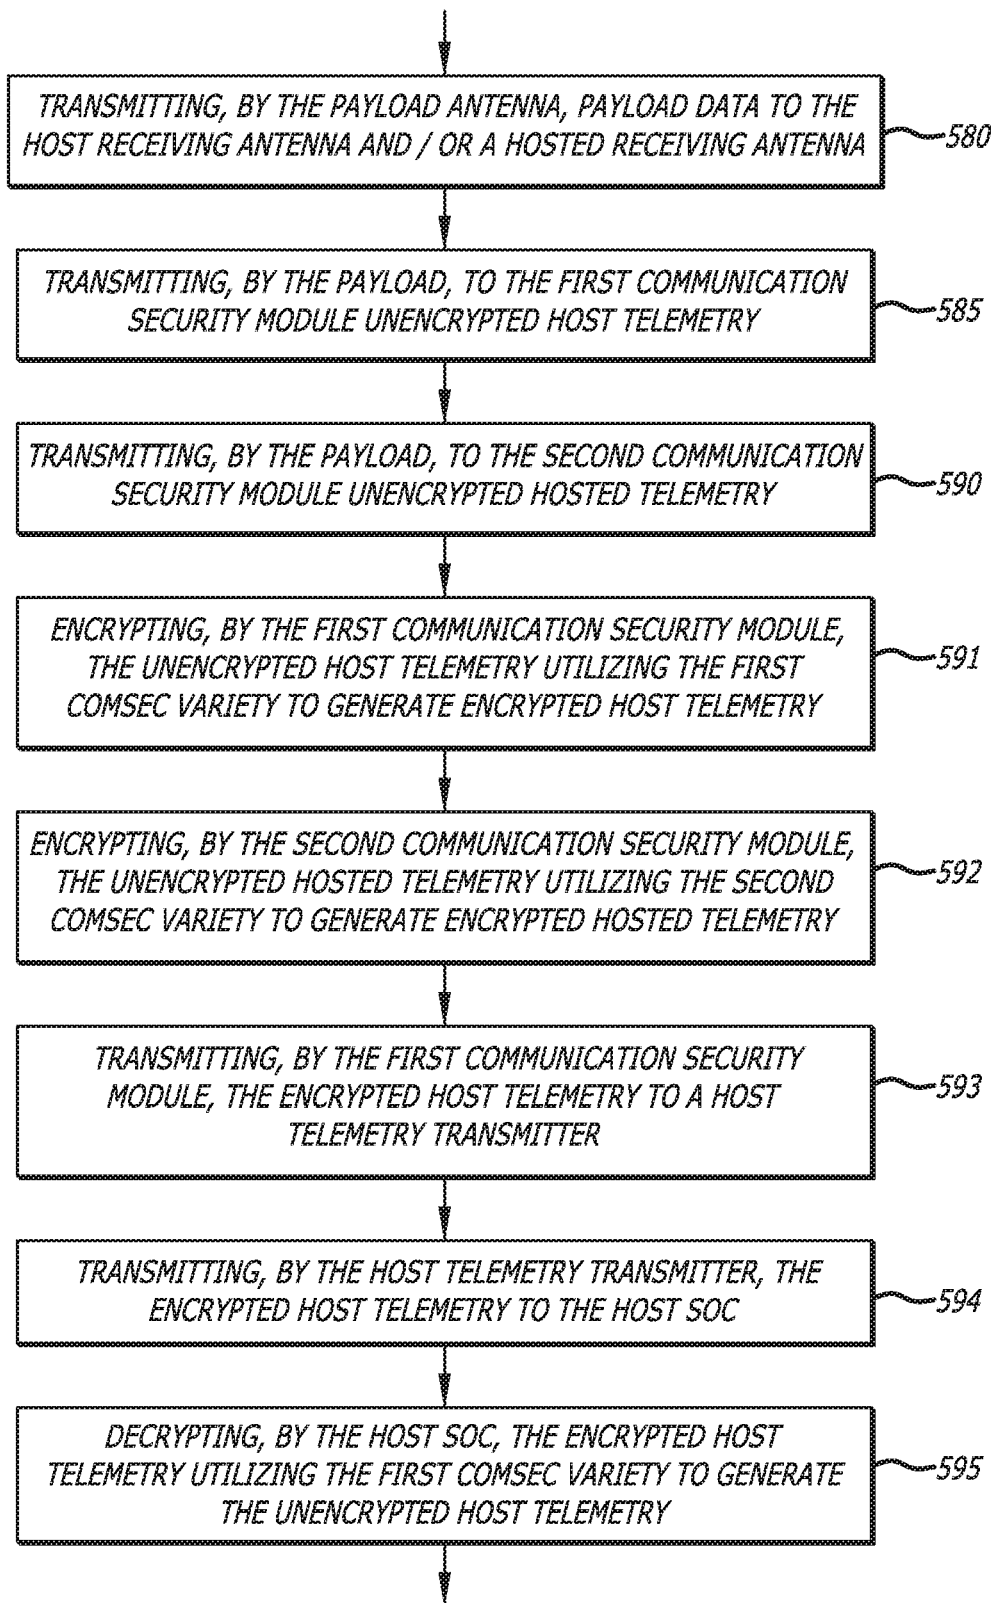 TRANSMITTING, BY THE PAYLOAD ANTENNA, PAYLOAD DATA TO THE
HOST RECEIVING ANTENNA AND / OR A HOSTED RECEIVING ANTENNA
580
TRANSMITTING, BY THE PAYLOAD, TO THE FIRST COMMUNICATION
SECURITY MODULE UNENCRYPTED HOST TELEMETRY
585
TRANSMITTING, BY THE PAYLOAD, TO THE SECOND COMMUNICATION
SECURITY MODULE UNENCRYPTED HOSTED TELEMETRY
590
ENCRYPTING, BY THE FIRST COMMUNICATION SECURITY MODULE,
THE UNENCRYPTED HOST TELEMETRY UTILIZING THE FIRST
COMSEC VARIETY TO GENERATE ENCRYPTED HOST TELEMETRY
591
ENCRYPTING, BY THE SECOND COMMUNICATION SECURITY MODULE,
THE UNENCRYPTED HOSTED TELEMETRY UTILIZING THE SECOND
COMSEC VARIETY TO GENERATE ENCRYPTED HOSTED TELEMETRY
592
TRANSMITTING, BY THE FIRST COMMUNICATION SECURITY
MODULE, THE ENCRYPTED HOST TELEMETRY TO A HOST
TELEMETRY TRANSMITTER
593
TRANSMITTING, BY THE HOST TELEMETRY TRANSMITTER, THE
ENCRYPTED HOST TELEMETRY TO THE HOST SOC
594
DECRYPTING, BY THE HOST SOC, THE ENCRYPTED HOST
TELEMETRY UTILIZING THE FIRST COMSEC VARIETY TO GENERATE
THE UNENCRYPTED HOST TELEMETRY
595